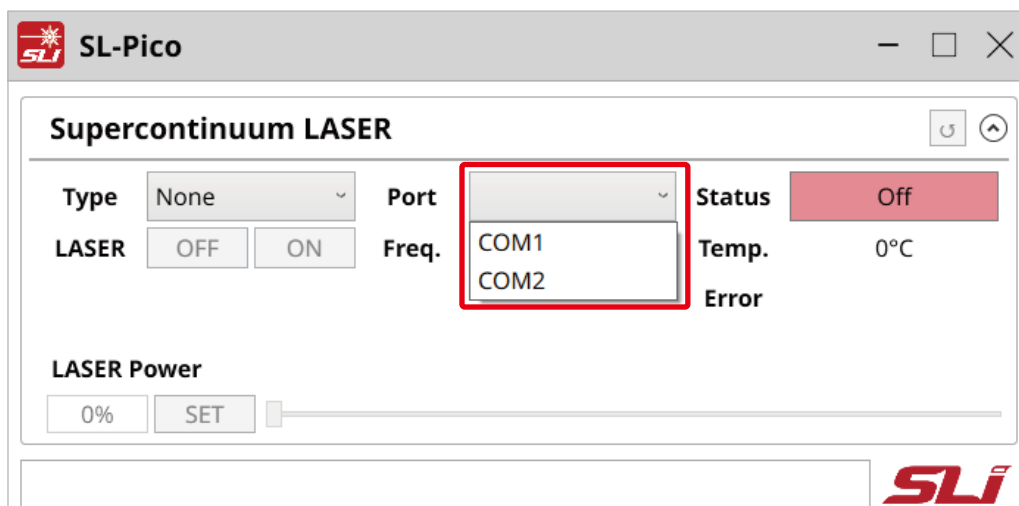 SLi SL-Pico
Supercontinuum LASER
Type None Port Status Off
LASER OFF ON Freq. COM1 Temp. 0°C
COM2
Error
LASER Power
0% SET
SLi